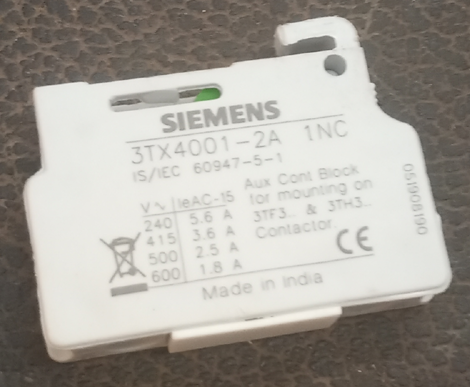 SIEMENS
3TX4001-2A 1NC
IS/IEC 60947-5-1
V~ IeAC-15
240 5.6 A
415 3.6 A
500 2.5 A
600 1.8 A
Aux Cont Block
for mounting on
3TF3... & 3TH3...
Contactor
CE
Made in India
051908190